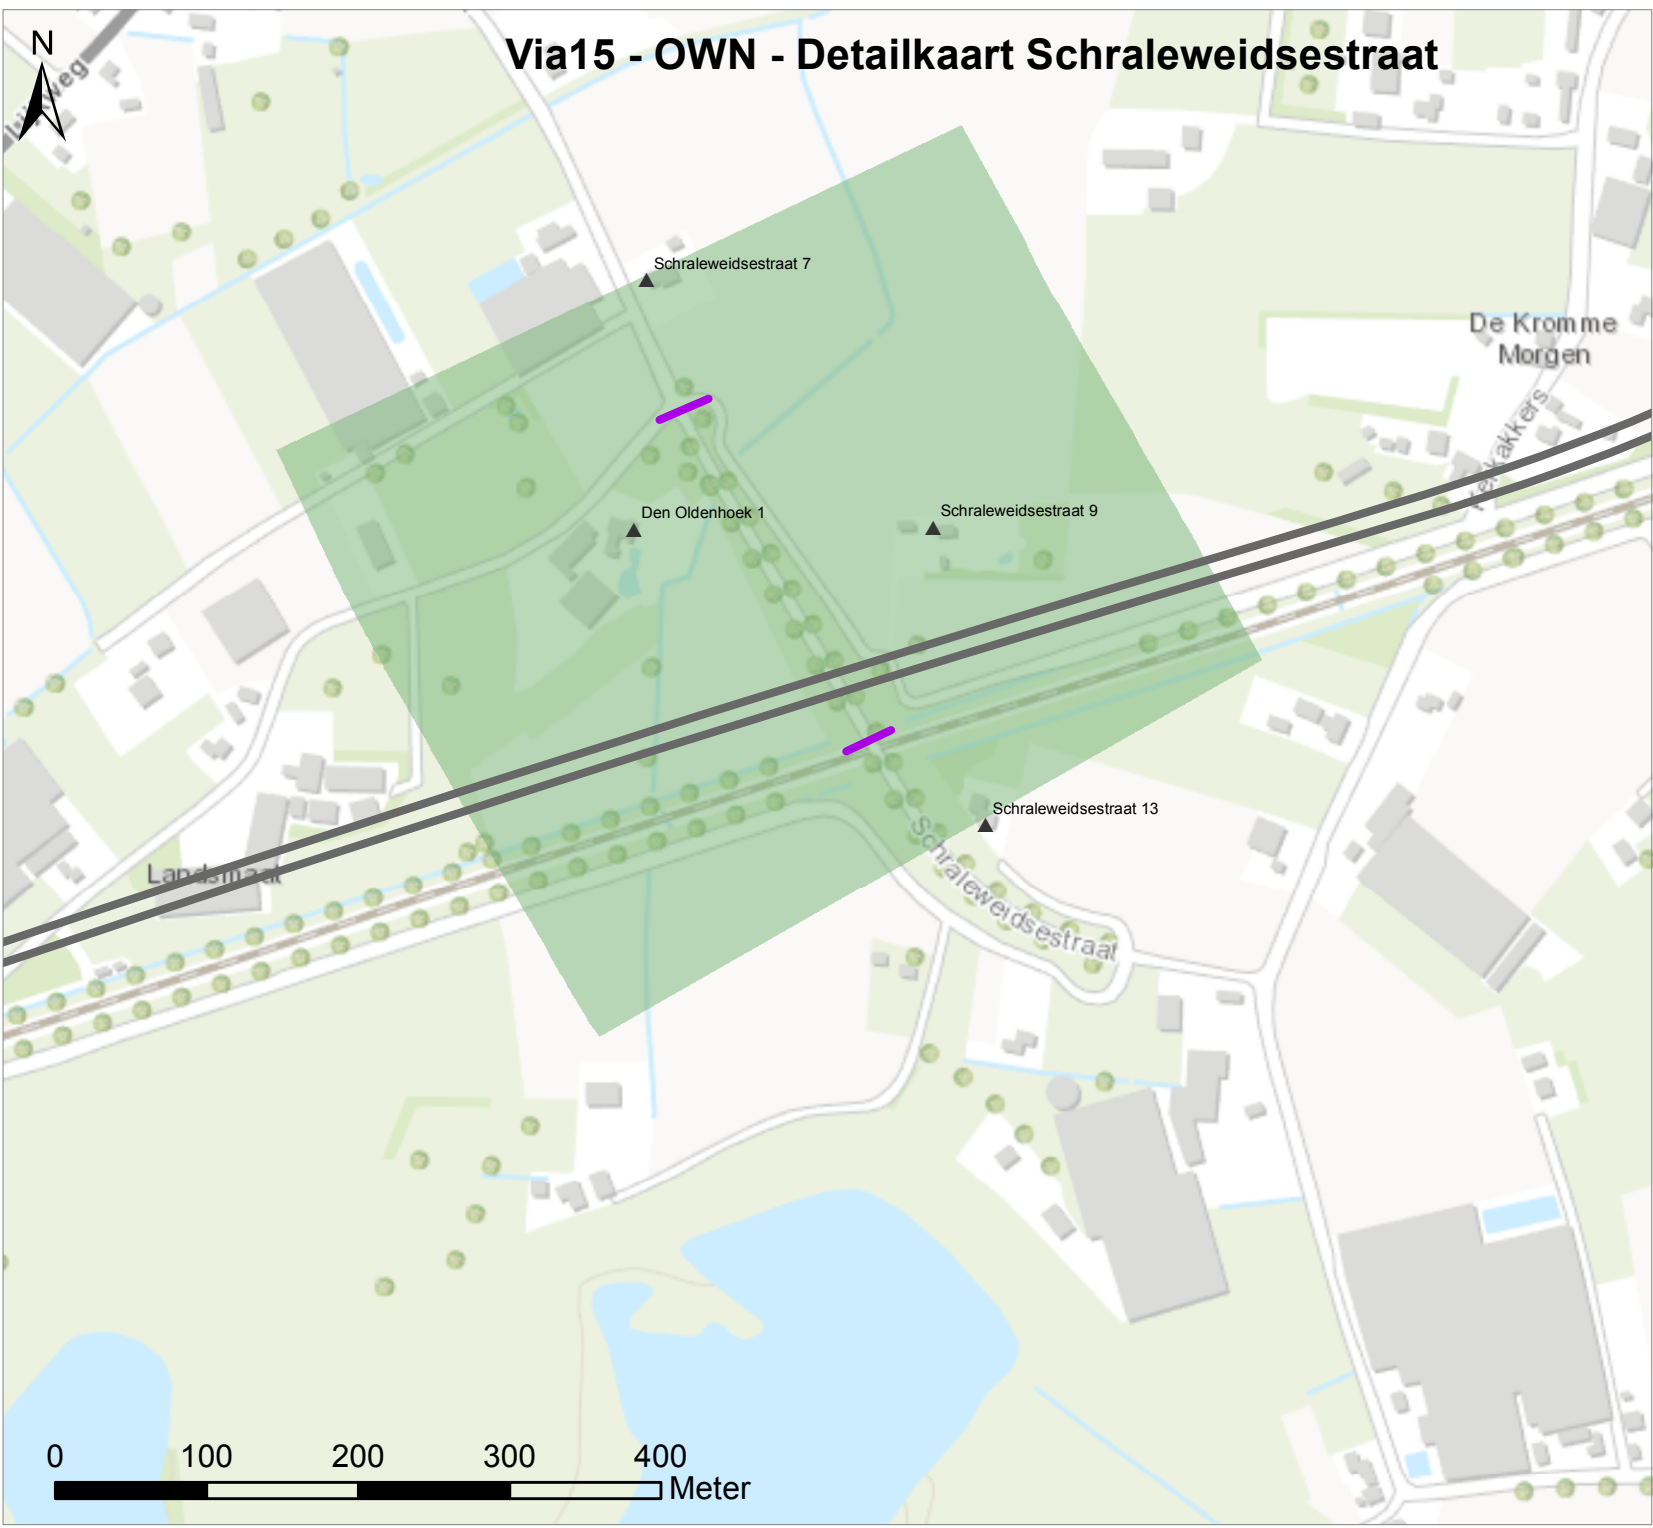 Via15 - OWN - Detailkaart Schraleweidsestraat
N
Schraleweidsestraat 7
De Kromme
Morgen
Den Oldenhoek 1
Schraleweidsestraat 9
Schraleweidsestraat 13
Landsmaat
Schraleweidsestraat
0 100 200 300 400
Meter